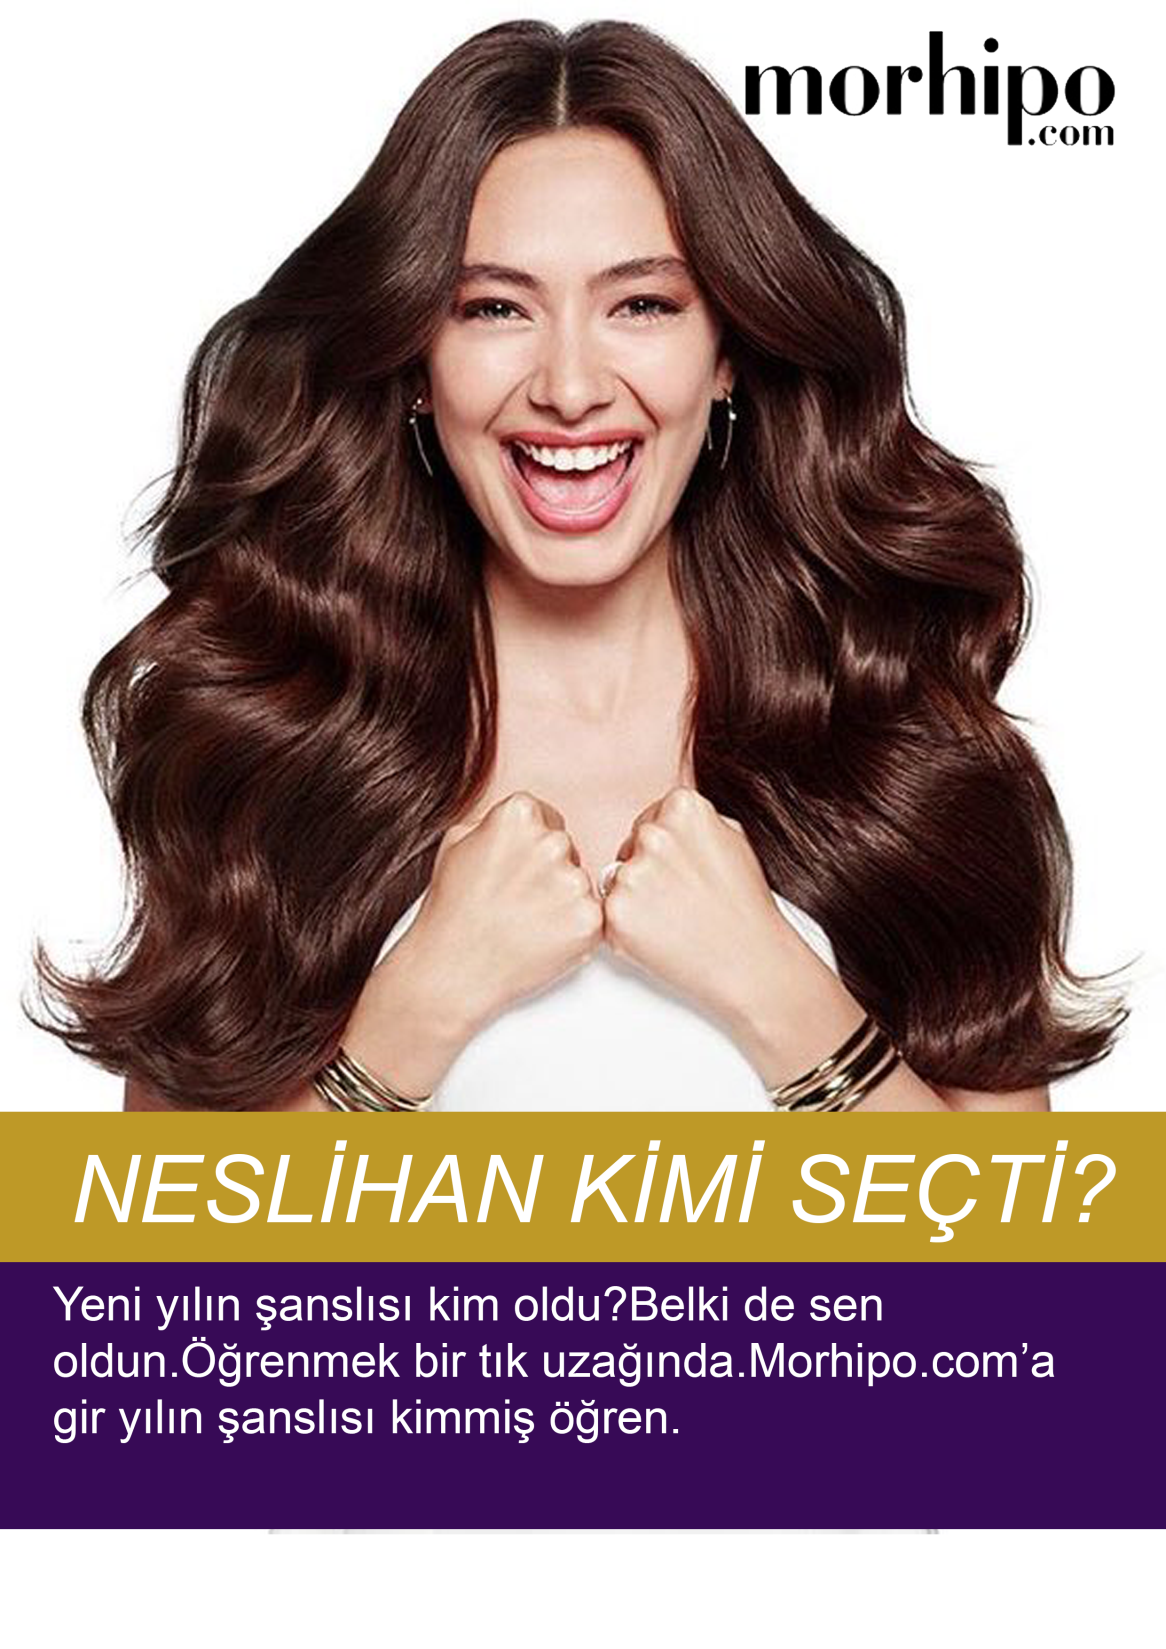 morhipo
.com
NESLİHAN KİMİ SEÇTİ?
Yeni yılın şanslısı kim oldu?Belki de sen
oldun.Öğrenmek bir tık uzağında.Morhipo.com’a
gir yılın şanslısı kimmiş öğren.